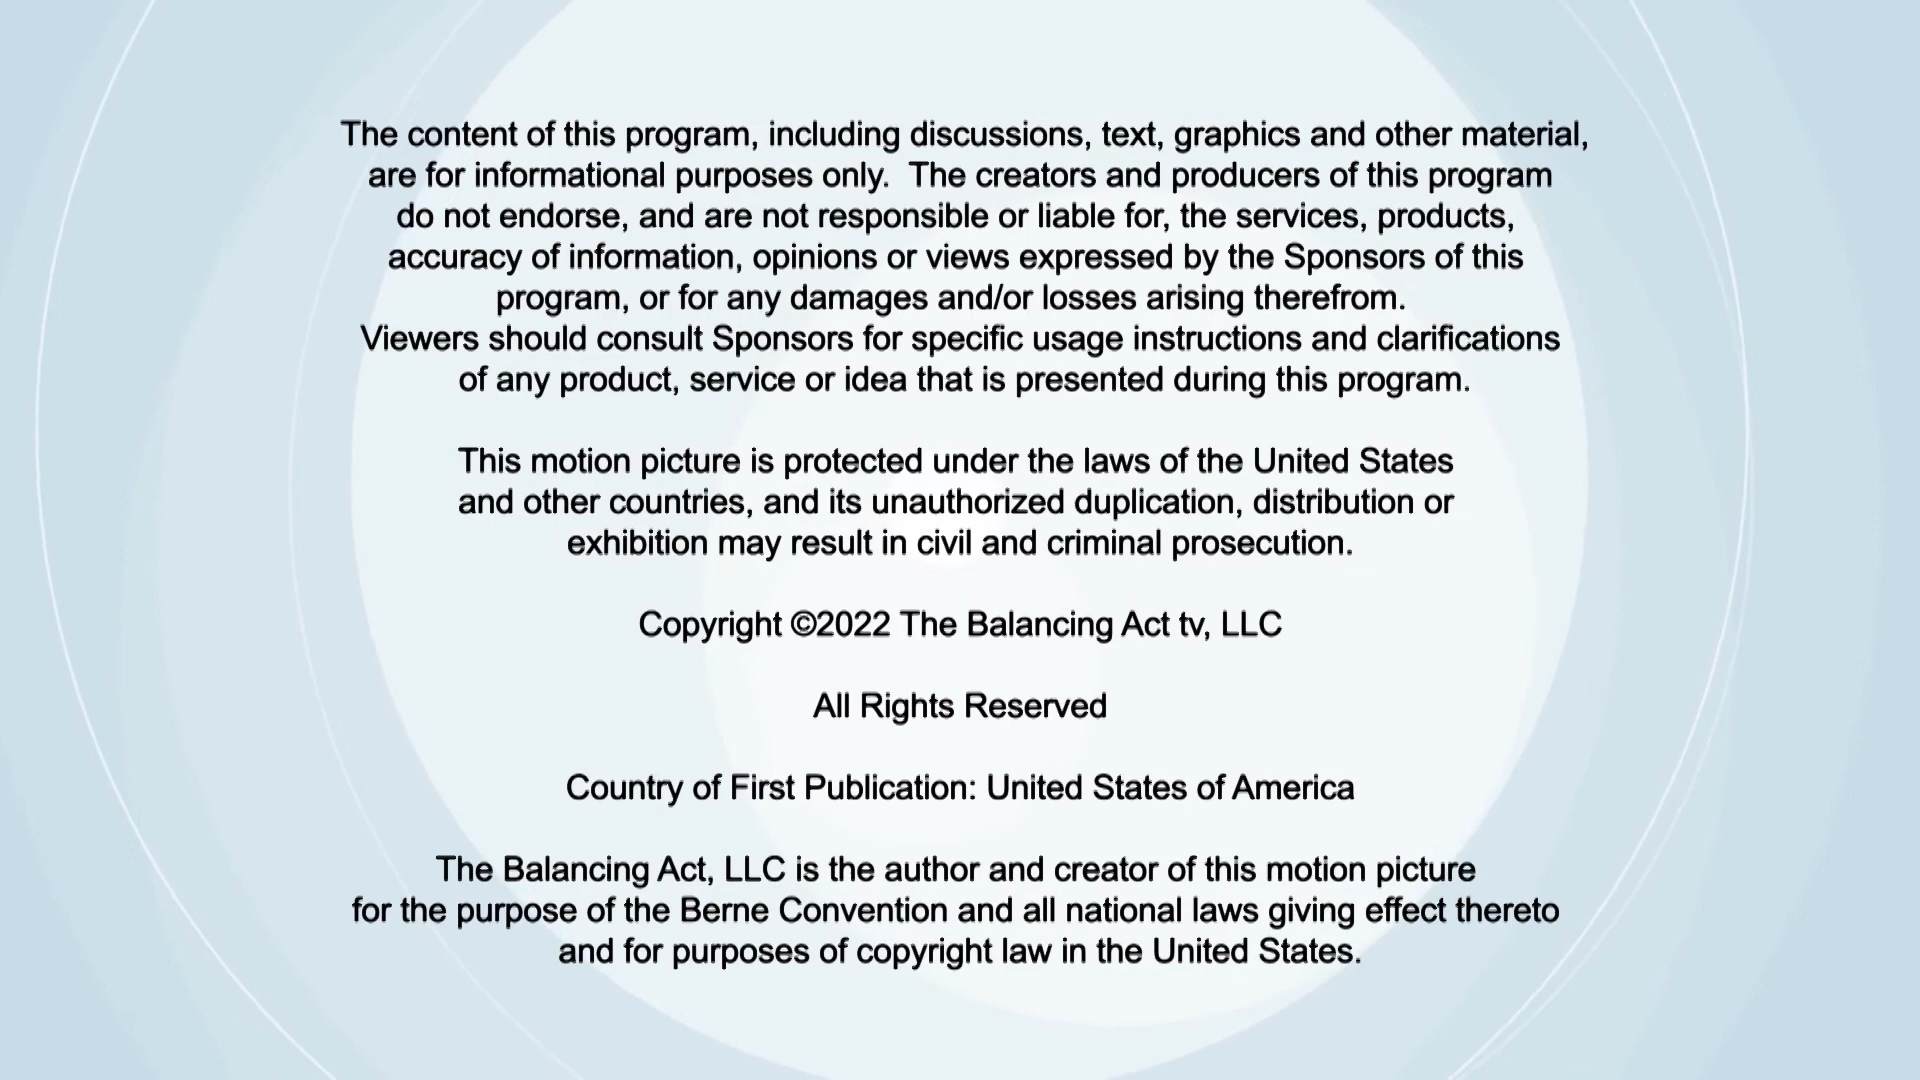 The content of this program, including discussions, text, graphics and other material,
are for informational purposes only.  The creators and producers of this program
do not endorse, and are not responsible or liable for, the services, products,
accuracy of information, opinions or views expressed by the Sponsors of this
program, or for any damages and/or losses arising therefrom.
Viewers should consult Sponsors for specific usage instructions and clarifications
of any product, service or idea that is presented during this program.
This motion picture is protected under the laws of the United States
and other countries, and its unauthorized duplication, distribution or
exhibition may result in civil and criminal prosecution.
Copyright ©2022 The Balancing Act tv, LLC
All Rights Reserved
Country of First Publication: United States of America
The Balancing Act, LLC is the author and creator of this motion picture
for the purpose of the Berne Convention and all national laws giving effect thereto
and for purposes of copyright law in the United States.